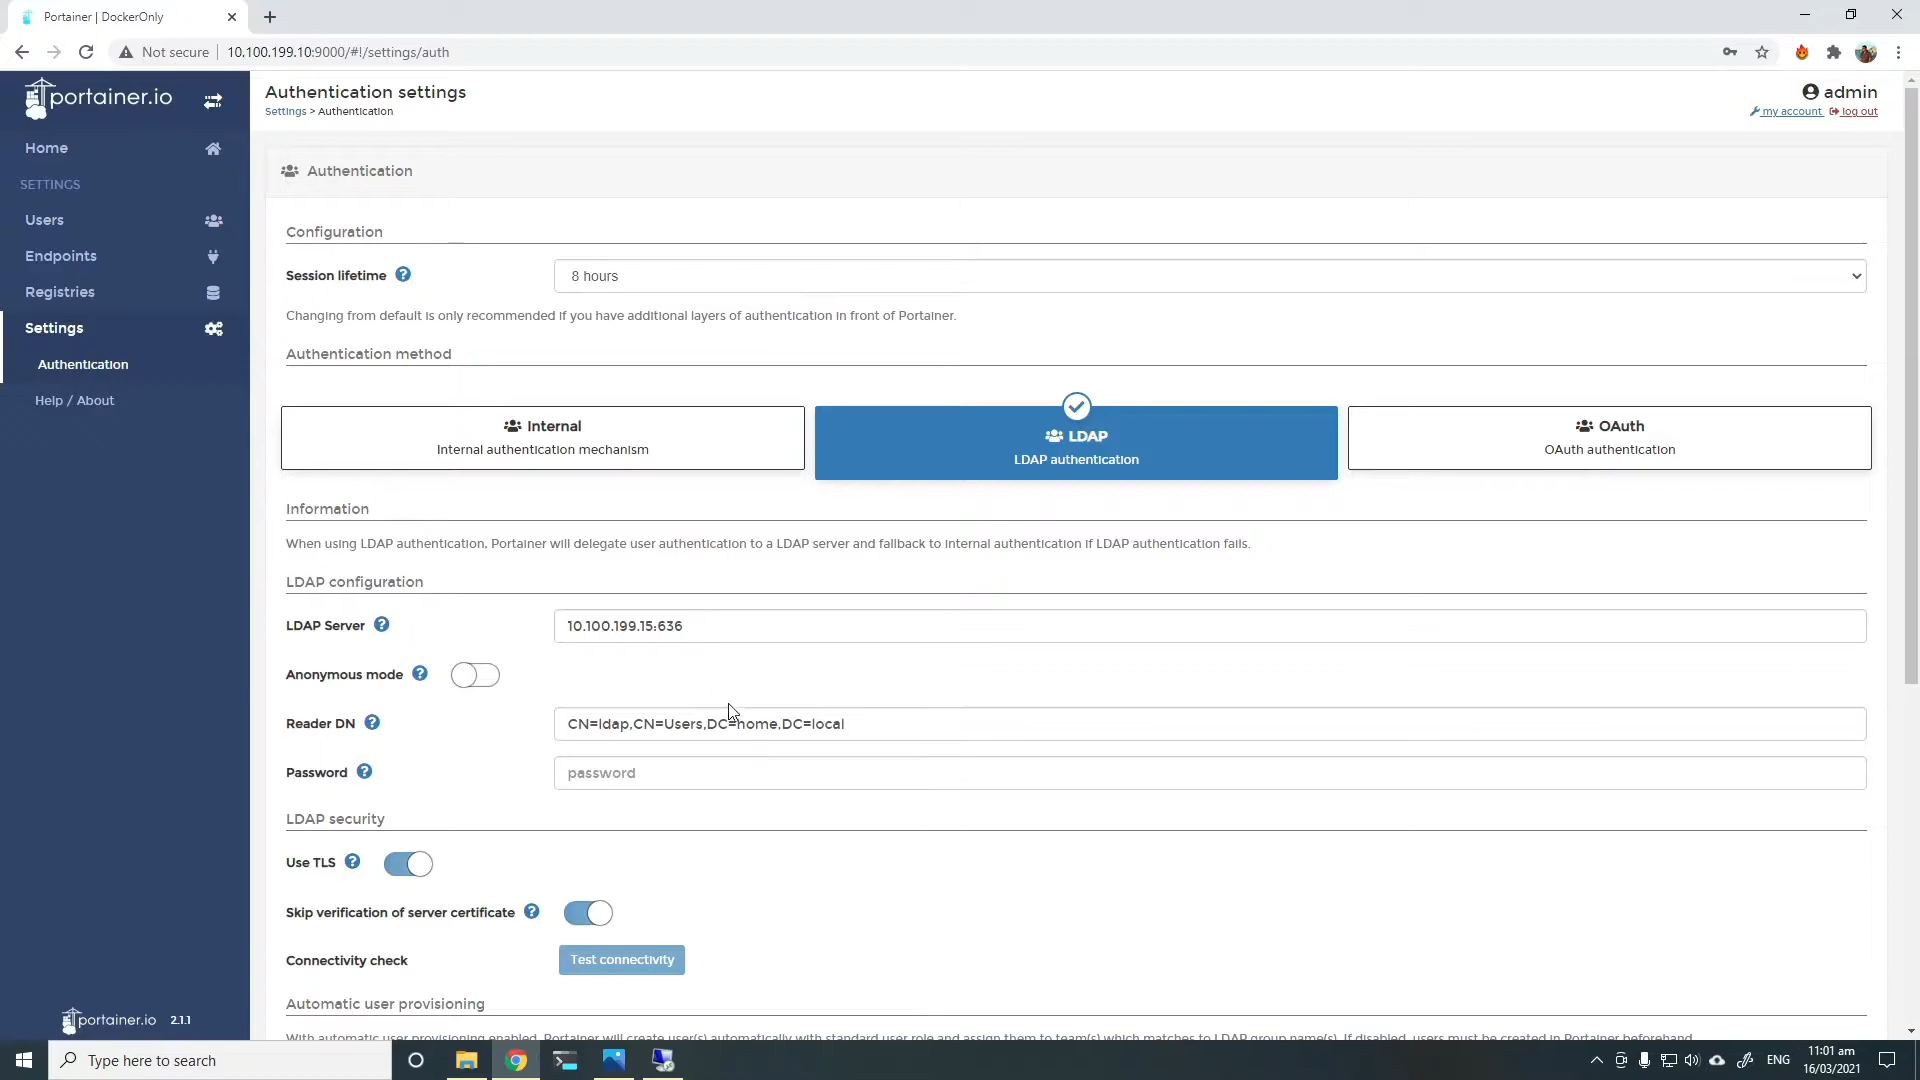 Portainer | DockerOnly
Not secure
10.100.199.10:9000/#!/settings/auth
portainer.io
Authentication settings
Settings > Authentication
admin
my account
log out
Home
SETTINGS
Users
Endpoints
Registries
Settings
Authentication
Help / About
Authentication
Configuration
Session lifetime
8 hours
Changing from default is only recommended if you have additional layers of authentication in front of Portainer.
Authentication method
Internal
Internal authentication mechanism
LDAP
LDAP authentication
OAuth
OAuth authentication
Information
When using LDAP authentication, Portainer will delegate user authentication to a LDAP server and fallback to internal authentication if LDAP authentication fails.
LDAP configuration
LDAP Server
10.100.199.15:636
Anonymous mode
Reader DN
CN=ldap,CN=Users,DC=home,DC=local
Password
password
LDAP security
Use TLS
Skip verification of server certificate
Connectivity check
Test connectivity
Automatic user provisioning
With automatic user provisioning enabled, Portainer will create user(s) automatically with standard user role and assign them to team(s) which matches to LDAP group name(s). If disabled, users must be created in Portainer beforehand.
portainer.io 2.1.1
Type here to search
ENG
11:01 am
16/03/2021